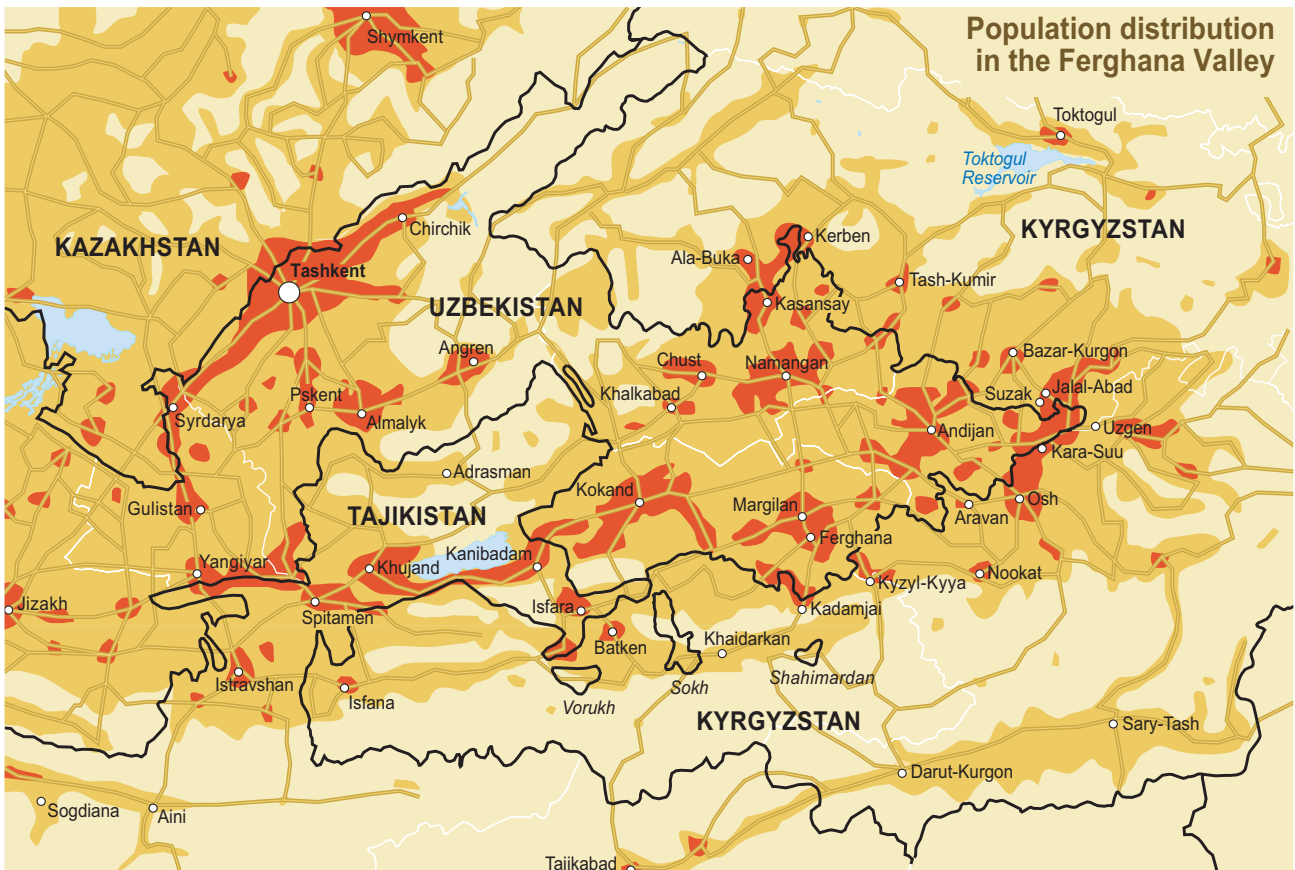 Population distribution
in the Ferghana Valley
Shymkent
Toktogul
Toktogul
Reservoir
Chirchik
KAZAKHSTAN
KYRGYZSTAN
Kerben
Ala-Buka
Tashkent
Tash-Kumir
UZBEKISTAN
Kasansay
Angren
Chust
Namangan
Bazar-Kurgon
Jalal-Abad
Suzak
Pskent
Khalkabad
Syrdarya
Almalyk
Andijan
Uzgen
Kara-Suu
Adrasman
Kokand
Gulistan
TAJIKISTAN
Margilan
Osh
Aravan
Ferghana
Kanibadam
Yangiyar
Khujand
Nookat
Kyzyl-Kyya
Jizakh
Spitamen
Isfara
Kadamjai
Khaidarkan
Batken
Istravshan
Isfana
Shahimardan
Sokh
Vorukh
KYRGYZSTAN
Sary-Tash
Darut-Kurgon
Sogdiana
Aini
Tajikabad